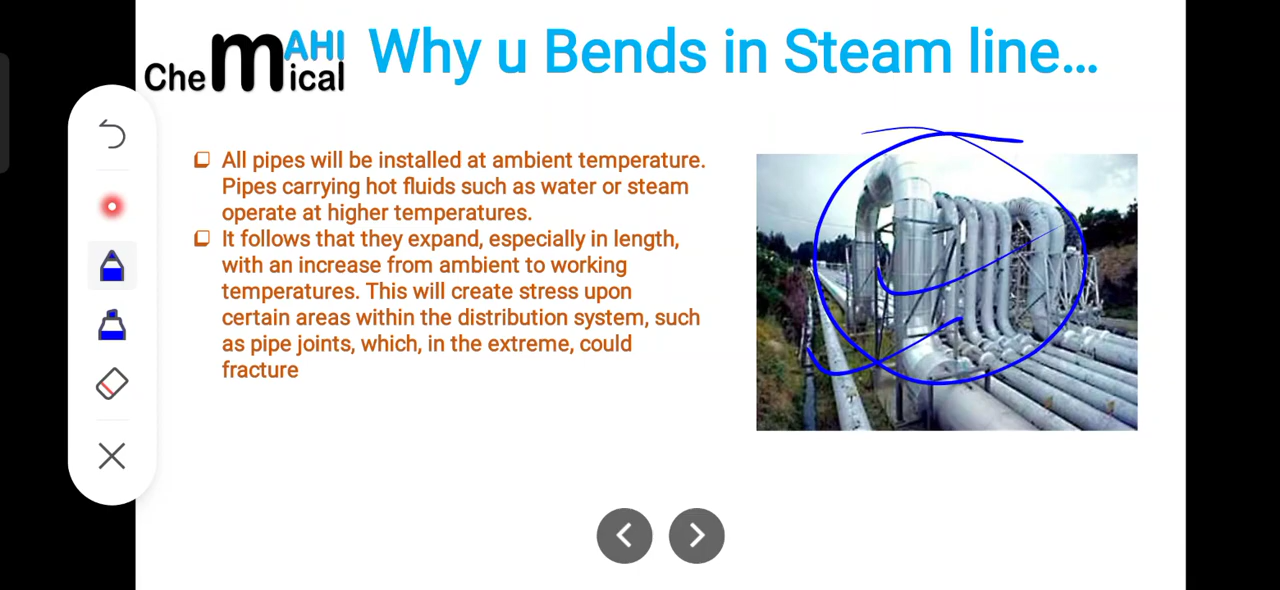 Che mAHI ical
Why u Bends in Steam line...
All pipes will be installed at ambient temperature.
Pipes carrying hot fluids such as water or steam
operate at higher temperatures.
It follows that they expand, especially in length,
with an increase from ambient to working
temperatures. This will create stress upon
certain areas within the distribution system, such
as pipe joints, which, in the extreme, could
fracture